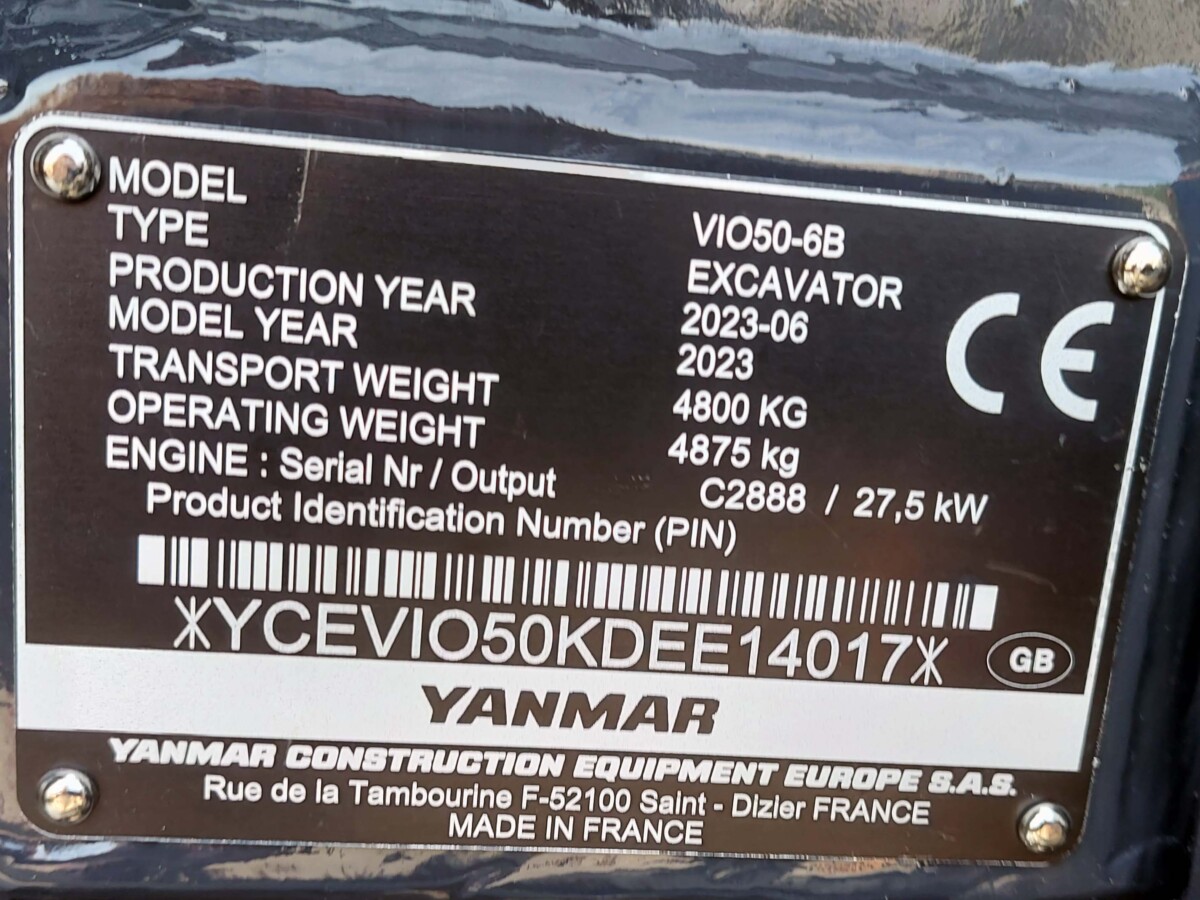 MODEL VIO50-6B
TYPE EXCAVATOR
PRODUCTION YEAR 2023-06
MODEL YEAR 2023
TRANSPORT WEIGHT 4800 KG
OPERATING WEIGHT 4875 kg
ENGINE : Serial Nr / Output C2888 / 27,5 kW
Product Identification Number (PIN)
CE
*YCEVIO50KDEE14017*
GB
YANMAR
YANMAR CONSTRUCTION EQUIPMENT EUROPE S.A.S.
Rue de la Tambourine F-52100 Saint - Dizier FRANCE
MADE IN FRANCE